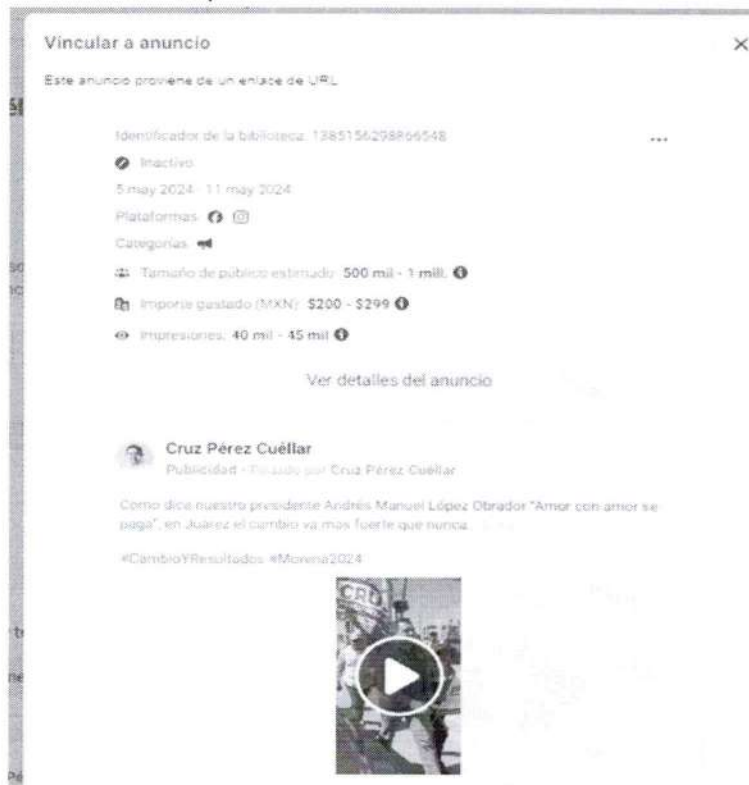 Vincular a anuncio
Este anuncio proviene de un enlace de URL
Identificador de la biblioteca: 1385156298866548
Inactivo
5 may 2024 - 11 may 2024
Plataformas
Categorías
Tamaño de público estimado: 500 mil - 1 mill.
Importe gastado (MXN): $200 - $299
Impresiones: 40 mil - 45 mil
Ver detalles del anuncio
Cruz Pérez Cuéllar
Publicidad • Pagado por Cruz Pérez Cuéllar
Como dice nuestro presidente Andrés Manuel López Obrador "Amor con amor se
paga", en Juárez el cambio va mas fuerte que nunca.
#CambioYResultados #Morena2024
CRU